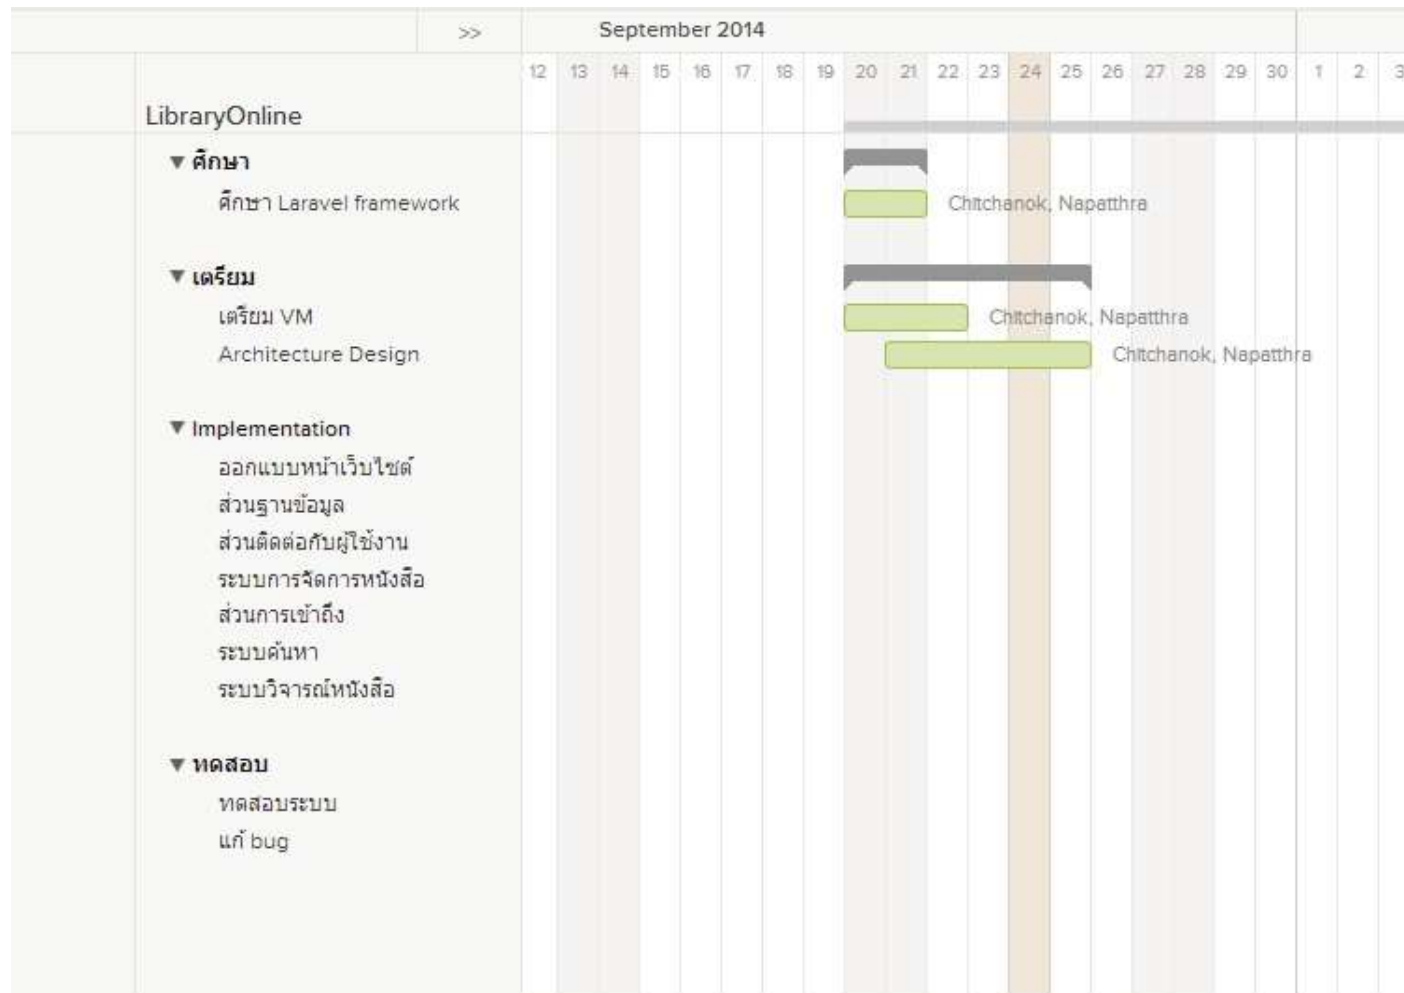 >> September 2014
12 13 14 15 16 17 18 19 20 21 22 23 24 25 26 27 28 29 30 1 2 3
LibraryOnline
▼ ศึกษา
ศึกษา Laravel framework Chitchanok, Napatthra
▼ เตรียม
เตรียม VM Chitchanok, Napatthra
Architecture Design Chitchanok, Napatthra
▼ Implementation
ออกแบบหน้าเว็บไซต์
ส่วนฐานข้อมูล
ส่วนติดต่อกับผู้ใช้งาน
ระบบการจัดการหนังสือ
ส่วนการเข้าถึง
ระบบค้นหา
ระบบวิจารณ์หนังสือ
▼ ทดสอบ
ทดสอบระบบ
แก้ bug